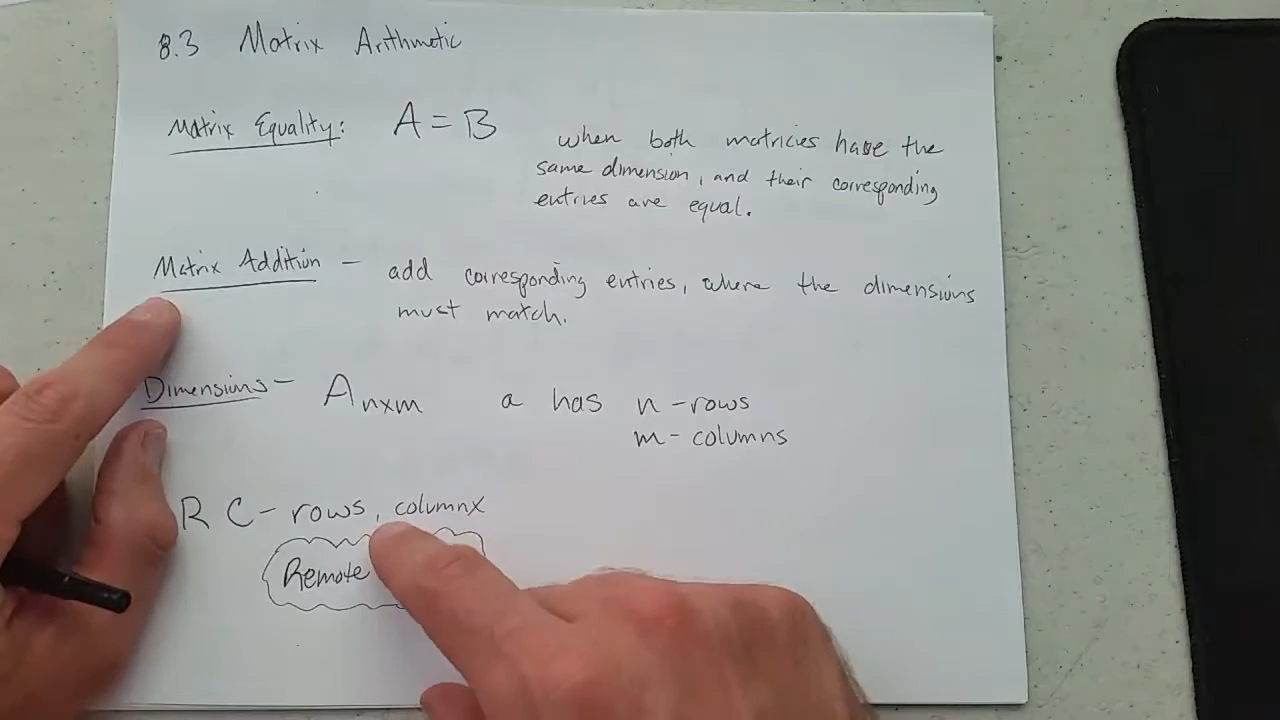 8.3 Matrix Arithmetic
Matrix Equality: A = B
when both matricies have the
same dimension, and their corresponding
entries are equal.
Matrix Addition – add corresponding entries, where the dimensions
must match.
Dimensions – Anxm a has n - rows
m - columns
R C - rows, columnx
Remote